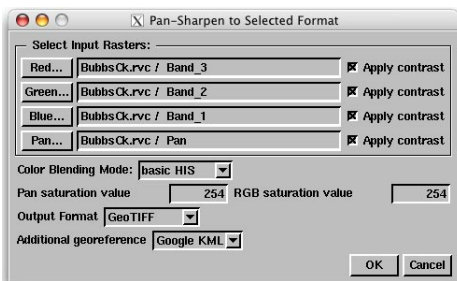 Pan-Sharpen to Selected Format
Select Input Rasters:
Red... BubbsCk.rvc / Band_3 Apply contrast
Green... BubbsCk.rvc / Band_2 Apply contrast
Blue... BubbsCk.rvc / Band_1 Apply contrast
Pan... BubbsCk.rvc / Pan Apply contrast
Color Blending Mode: basic HIS
Pan saturation value 254 RGB saturation value 254
Output Format GeoTIFF
Additional georeference Google KML
OK Cancel